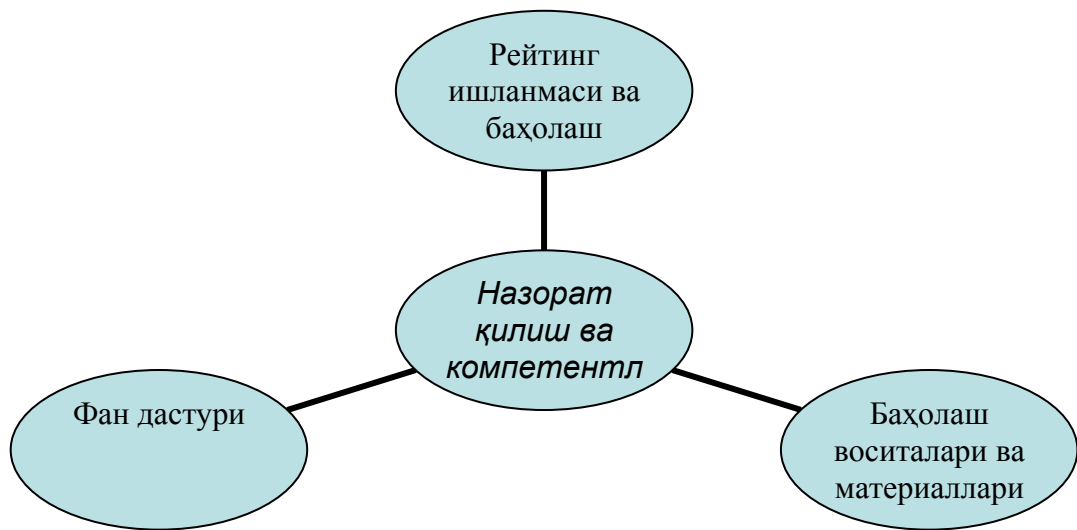 Рейтинг
ишланмаси ва
баҳолаш
Назорат
қилиш ва
компетентл
Фан дастури
Баҳолаш
воситалари ва
материаллари